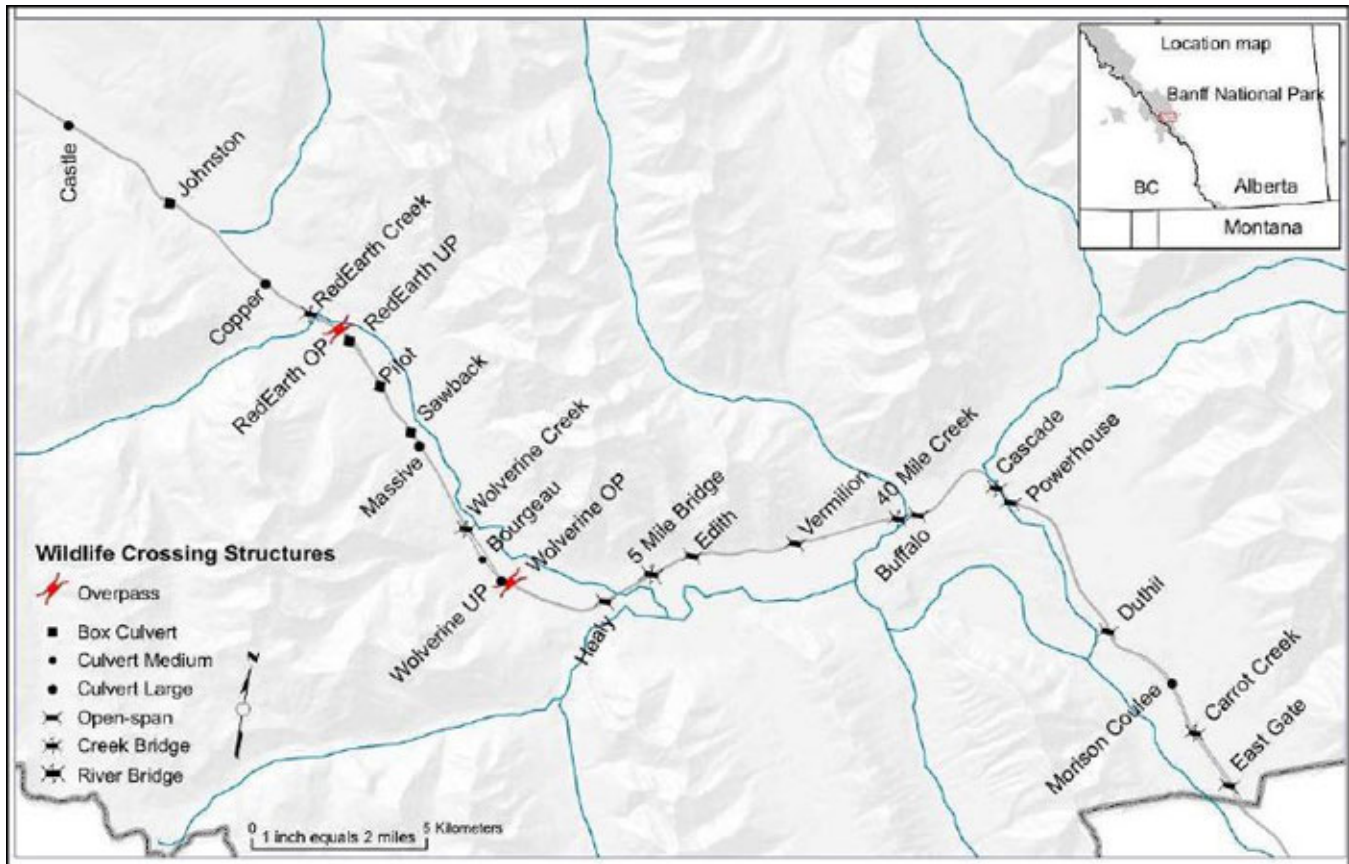 Location map
Banff National Park
BC
Alberta
Montana
Castle
Johnston
Copper
RedEarth Creek
RedEarth UP
RedEarth OP
Pilot
Sawback
Massive
Wolverine Creek
Bourgeau
Wolverine OP
Wolverine UP
Healy
5 Mile Bridge
Edith
Vermilion
40 Mile Creek
Buffalo
Cascade
Powerhouse
Duthil
Morison Coulee
Carrot Creek
East Gate
Wildlife Crossing Structures
Overpass
Box Culvert
Culvert Medium
Culvert Large
Open-span
Creek Bridge
River Bridge
N
0 5 Kilometers
1 inch equals 2 miles